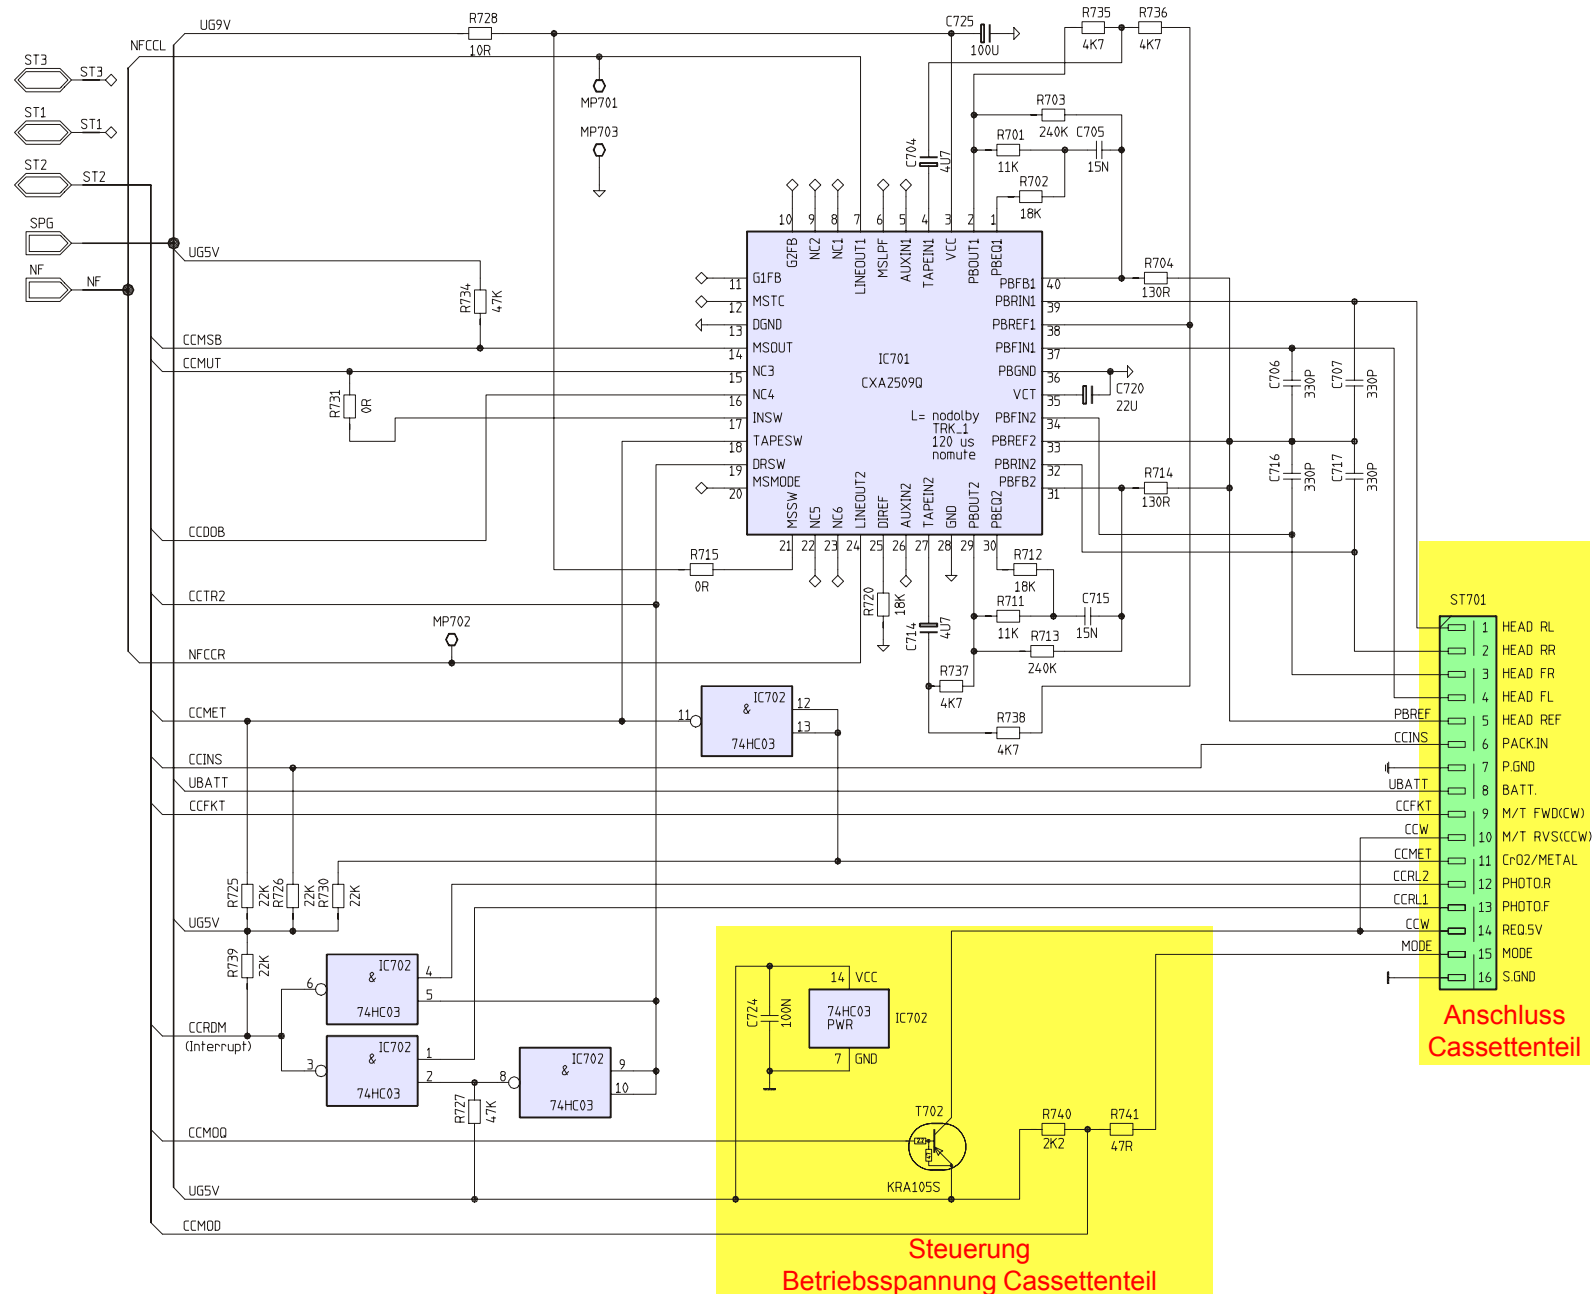 UG9V
R728
10R
C725
100U
R735
4K7
R736
4K7
NFCCL
ST3
ST3
MP701
ST1
ST1
MP703
ST2
ST2
R703
240K
R701
11K
C705
15N
R702
18K
C704
4U7
SPG
UG5V
NF
NF
R734
47K
10
9
8
7
6
5
4
3
2
1
G2FB
NC2
NC1
LINEOUT1
MSLPF
AUXIN1
TAPEIN1
VCC
PBOUT1
PBEQ1
G1FB
11
MSTC
12
DGND
13
MSOUT
14
NC3
15
NC4
16
INSW
17
TAPESW
18
DRSW
19
MSMODE
20
IC701
CXA2509Q
L= nodolby
TRK_1
120 us
nomute
PBFB1
40
PBRIN1
39
PBREF1
38
PBFIN1
37
PBGND
36
VCT
35
PBFIN2
34
PBREF2
33
PBRIN2
32
PBFB2
31
MSSW
NC5
NC6
LINEOUT2
DIREF
AUXIN2
TAPEIN2
GND
PBOUT2
PBEQ2
21
22
23
24
25
26
27
28
29
30
R704
130R
C720
22U
C706
330P
C707
330P
C716
330P
C717
330P
R714
130R
CCMSB
CCMUT
R731
0R
CCDOB
R715
0R
R720
18K
C714
4U7
R712
18K
R711
11K
C715
15N
R713
240K
R737
4K7
R738
4K7
CCTR2
MP702
NFCCR
CCMET
11
IC702
&
74HC03
12
13
CCINS
UBATT
CCFKT
R725
22K
R726
22K
R730
22K
UG5V
R739
22K
6
IC702
&
74HC03
4
5
CCRDM
(Interrupt)
3
IC702
&
74HC03
1
2
8
IC702
&
74HC03
9
10
R727
47K
CCMOQ
UG5V
CCMOD
C724
100N
14 VCC
74HC03
PWR
IC702
7 GND
T702
KRA105S
R740
2K2
R741
47R
Steuerung
Betriebsspannung Cassettenteil
ST701
1 HEAD RL
2 HEAD RR
3 HEAD FR
4 HEAD FL
PBREF 5 HEAD REF
CCINS 6 PACK.IN
7 P.GND
UBATT 8 BATT.
CCFKT 9 M/T FWD(CW)
CCW 10 M/T RVS(CCW)
CCMET 11 CrO2/METAL
CCRL2 12 PHOTO.R
CCRL1 13 PHOTO.F
CCW 14 REQ.5V
MODE 15 MODE
16 S.GND
Anschluss
Cassettenteil